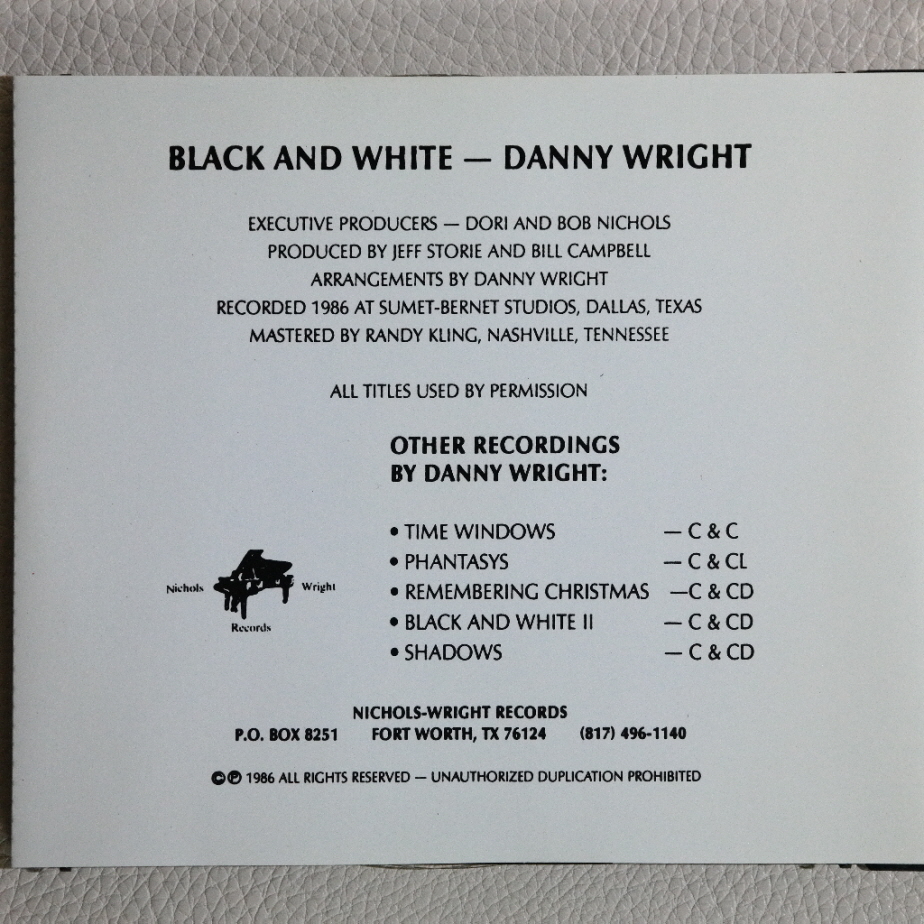 BLACK AND WHITE — DANNY WRIGHT
EXECUTIVE PRODUCERS — DORI AND BOB NICHOLS
PRODUCED BY JEFF STORIE AND BILL CAMPBELL
ARRANGEMENTS BY DANNY WRIGHT
RECORDED 1986 AT SUMET-BERNET STUDIOS, DALLAS, TEXAS
MASTERED BY RANDY KLING, NASHVILLE, TENNESSEE
ALL TITLES USED BY PERMISSION
OTHER RECORDINGS
BY DANNY WRIGHT:
• TIME WINDOWS — C & C
• PHANTASYS — C & CL
• REMEMBERING CHRISTMAS —C & CD
• BLACK AND WHITE II — C & CD
• SHADOWS — C & CD
Nichols Wright
Records
NICHOLS-WRIGHT RECORDS
P.O. BOX 8251 FORT WORTH, TX 76124 (817) 496-1140
©℗ 1986 ALL RIGHTS RESERVED — UNAUTHORIZED DUPLICATION PROHIBITED